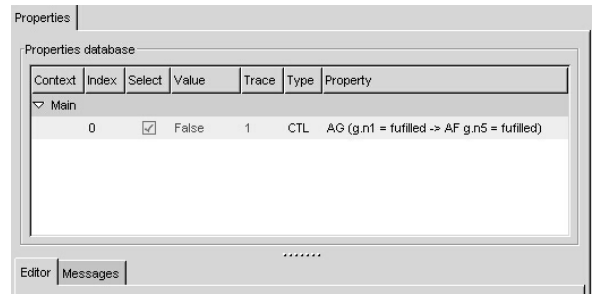 Properties
Properties database
Context Index Select Value Trace Type Property
Main
0 False 1 CTL AG (g.n1 = fufilled -> AF g.n5 = fufilled)
Editor Messages